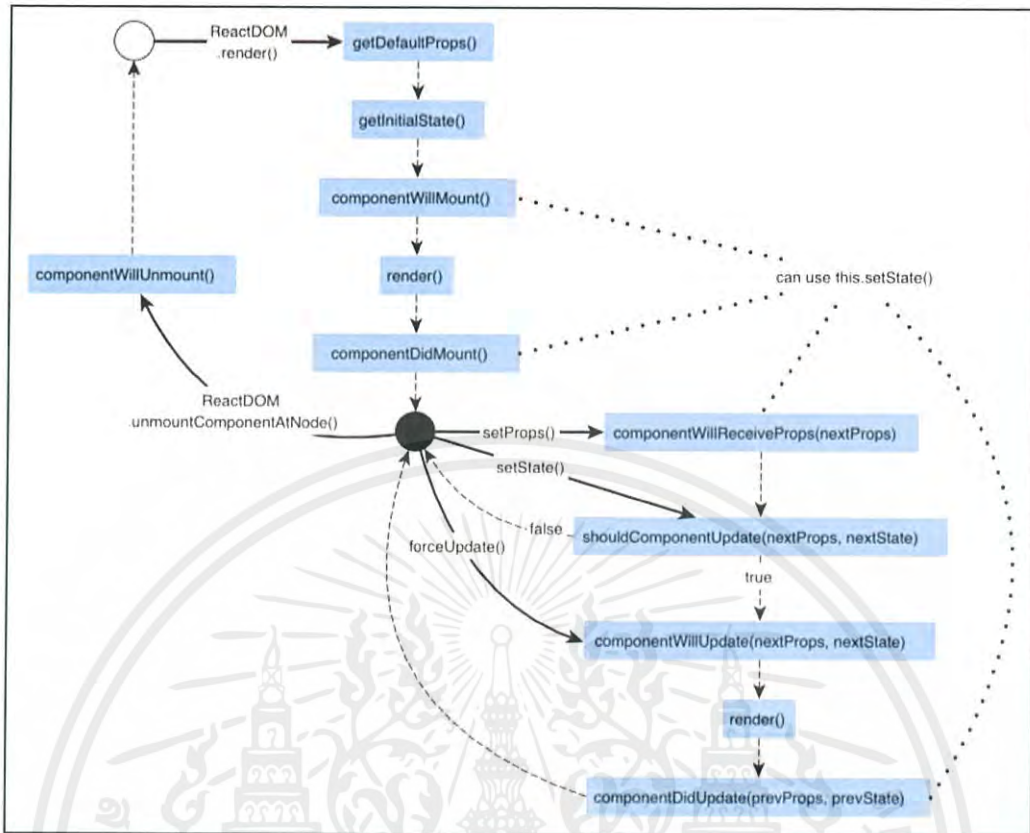 ReactDOM
.render()
getDefaultProps()
getInitialState()
componentWillMount()
componentWillUnmount()
render()
can use this.setState()
componentDidMount()
ReactDOM
.unmountComponentAtNode()
setProps()
componentWillReceiveProps(nextProps)
setState()
false
shouldComponentUpdate(nextProps, nextState)
forceUpdate()
true
componentWillUpdate(nextProps, nextState)
render()
componentDidUpdate(prevProps, prevState)